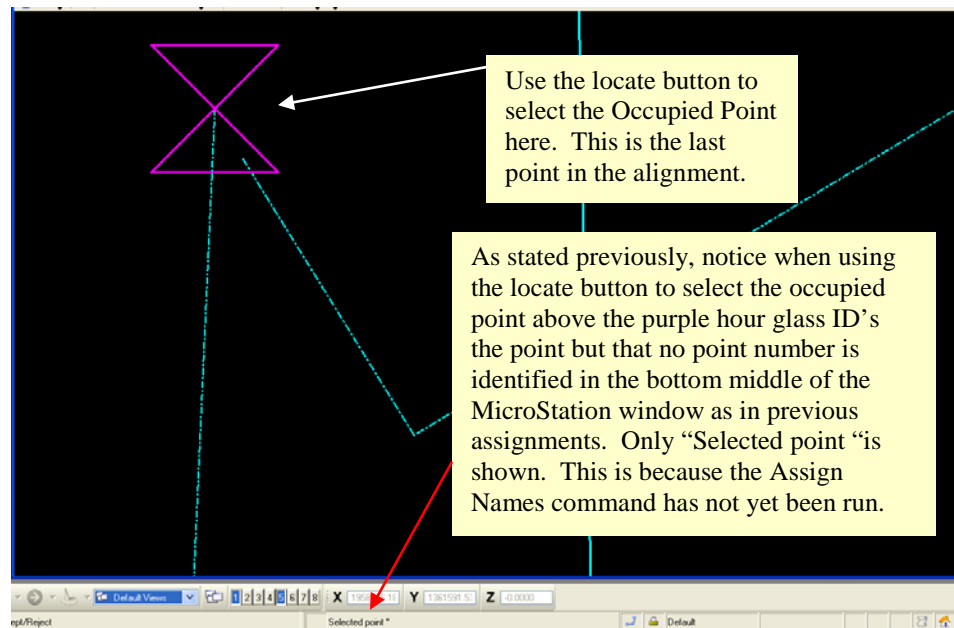 Use the locate button to
select the Occupied Point
here.  This is the last
point in the alignment.
As stated previously, notice when using
the locate button to select the occupied
point above the purple hour glass ID’s
the point but that no point number is
identified in the bottom middle of the
MicroStation window as in previous
assignments.  Only “Selected point “is
shown.  This is because the Assign
Names command has not yet been run.
Default Views 1 2 3 4 5 6 7 8 X Y 1361591.5 Z -0.0000
ept/Reject Selected point * Default